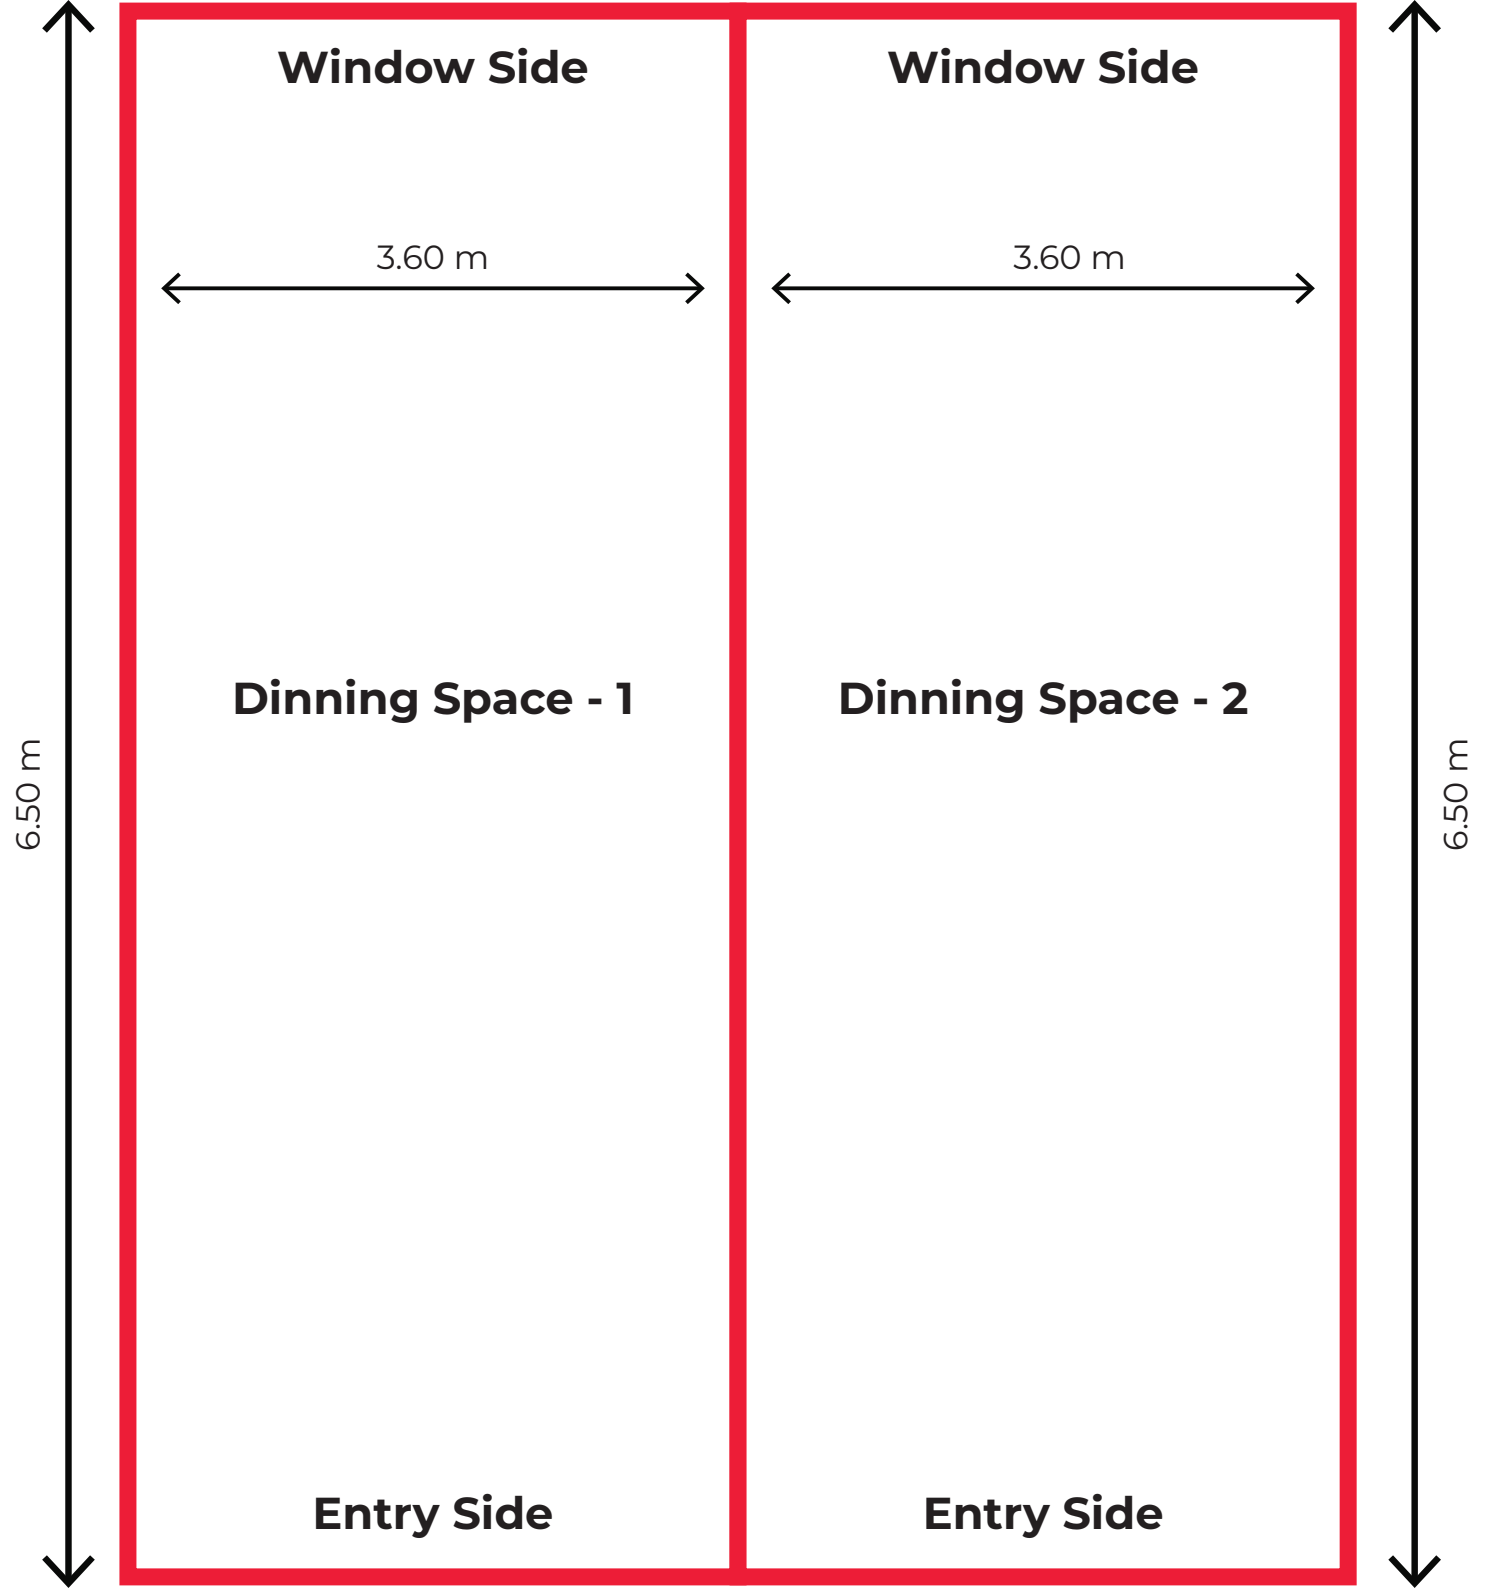 Window Side
Window Side
3.60 m
3.60 m
Dinning Space - 1
Dinning Space - 2
6.50 m
6.50 m
Entry Side
Entry Side